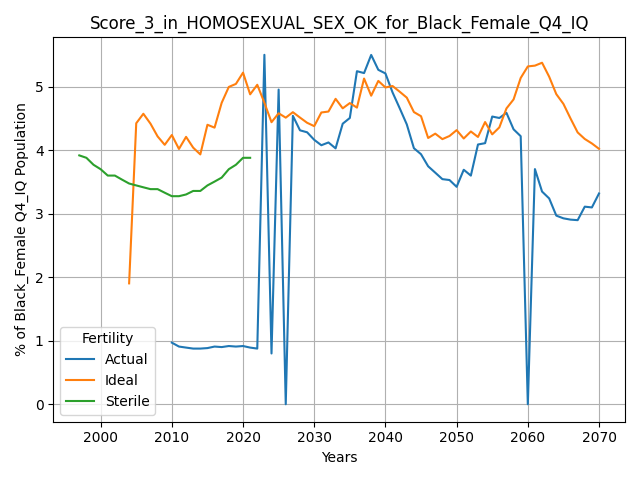 Score_3_in_HOMOSEXUAL_SEX_OK_for_Black_Female_Q4_IQ
% of Black_Female Q4_IQ Population
5
4
3
2
1
0
Fertility
Actual
Ideal
Sterile
2000 2010 2020 2030 2040 2050 2060 2070
Years